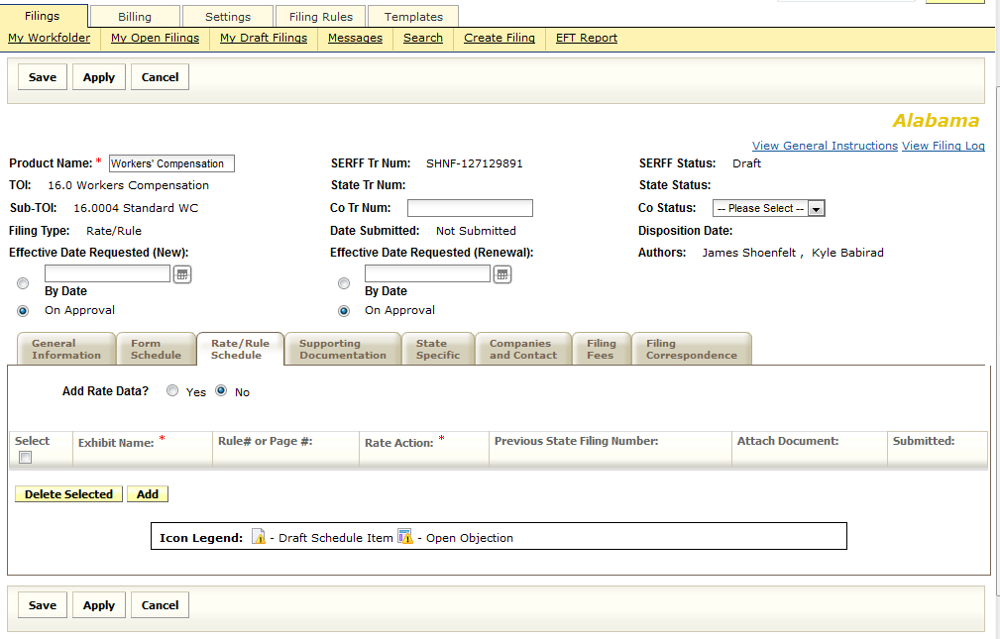 Filings Billing Settings Filing Rules Templates
My Workfolder My Open Filings My Draft Filings Messages Search Create Filing EFT Report
Save Apply Cancel
Alabama
View General Instructions View Filing Log
Product Name: * Workers' Compensation SERFF Tr Num: SHNF-127129891 SERFF Status: Draft
TOI: 16.0 Workers Compensation State Tr Num: State Status:
Sub-TOI: 16.0004 Standard WC Co Tr Num: Co Status: -- Please Select --
Filing Type: Rate/Rule Date Submitted: Not Submitted Disposition Date:
Effective Date Requested (New): Effective Date Requested (Renewal): Authors: James Shoenfelt , Kyle Babirad
By Date By Date
On Approval On Approval
General Form Rate/Rule Supporting State Companies Filing Filing
Information Schedule Schedule Documentation Specific and Contact Fees Correspondence
Add Rate Data? Yes No
Select Exhibit Name: * Rule# or Page #: Rate Action: * Previous State Filing Number: Attach Document: Submitted:
Delete Selected Add
Icon Legend: - Draft Schedule Item - Open Objection
Save Apply Cancel